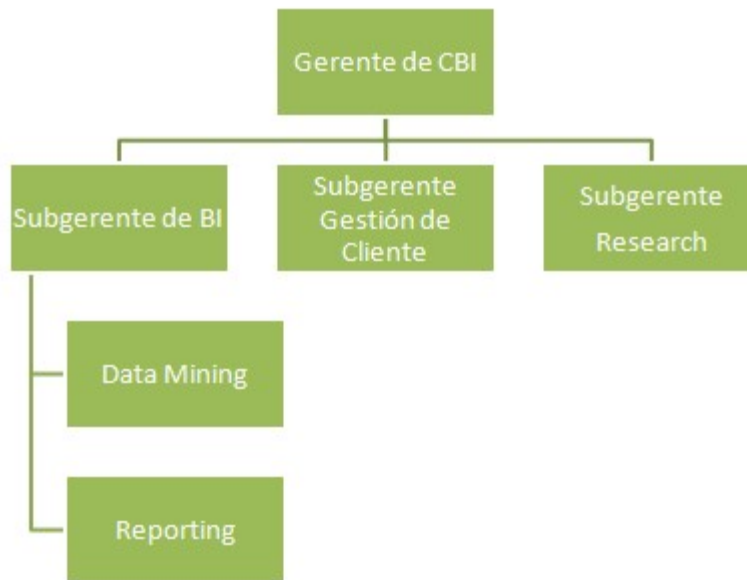 Gerente de CBI
Subgerente de BI
Subgerente
Gestión de
Cliente
Subgerente
Research
Data Mining
Reporting